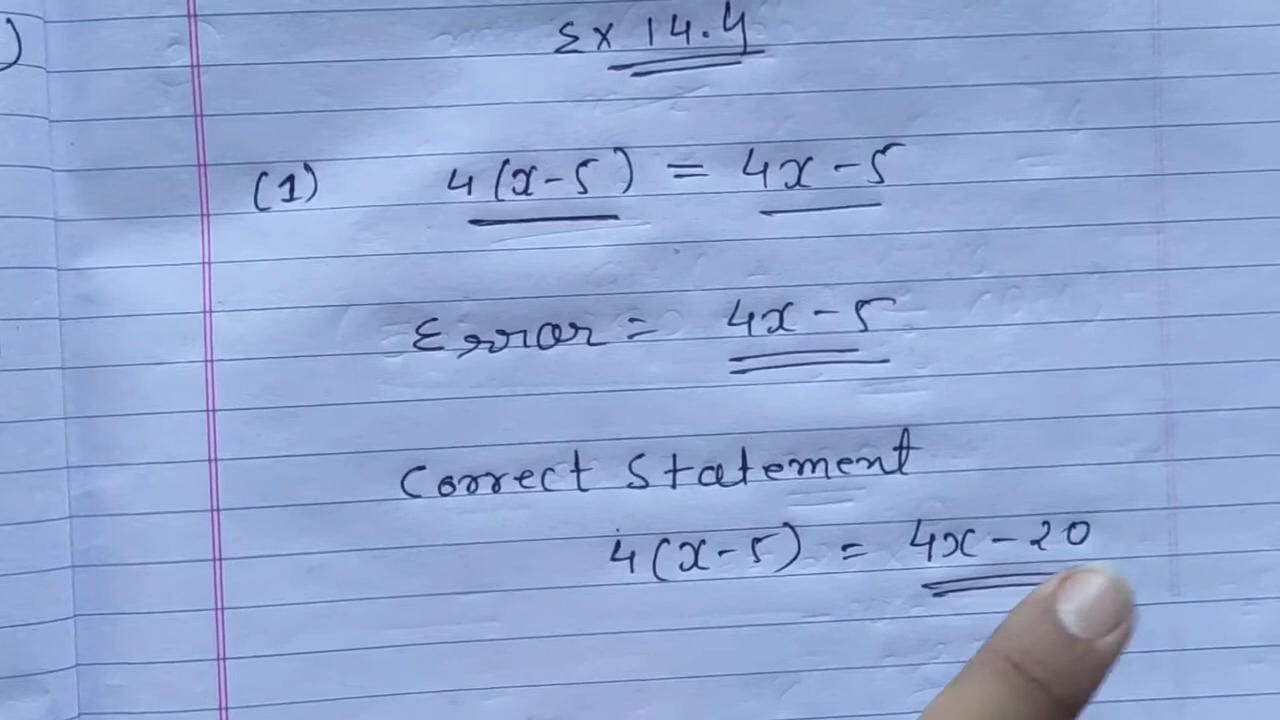 Ex 14.4
(1) 4(x-5) = 4x-5
Error = 4x-5
Correct Statement
4(x-5) = 4x-20